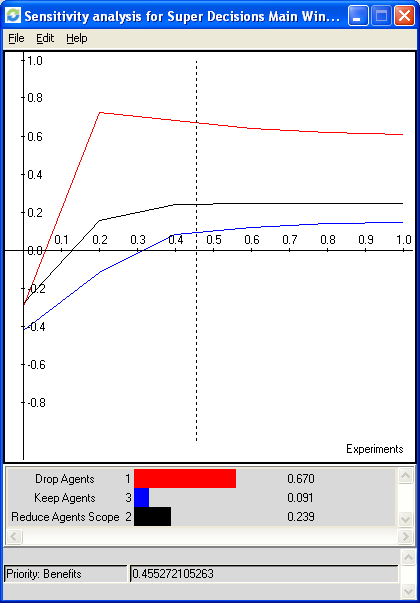 Sensitivity analysis for Super Decisions Main Win...
File Edit Help
1.0
0.8
0.6
0.4
0.2
0.0 0.1 0.2 0.3 0.4 0.5 0.6 0.7 0.8 0.9 1.0
-0.2
-0.4
-0.6
-0.8
Experiments
Drop Agents 1 0.670
Keep Agents 3 0.091
Reduce Agents Scope 2 0.239
Priority: Benefits 0.455272105263